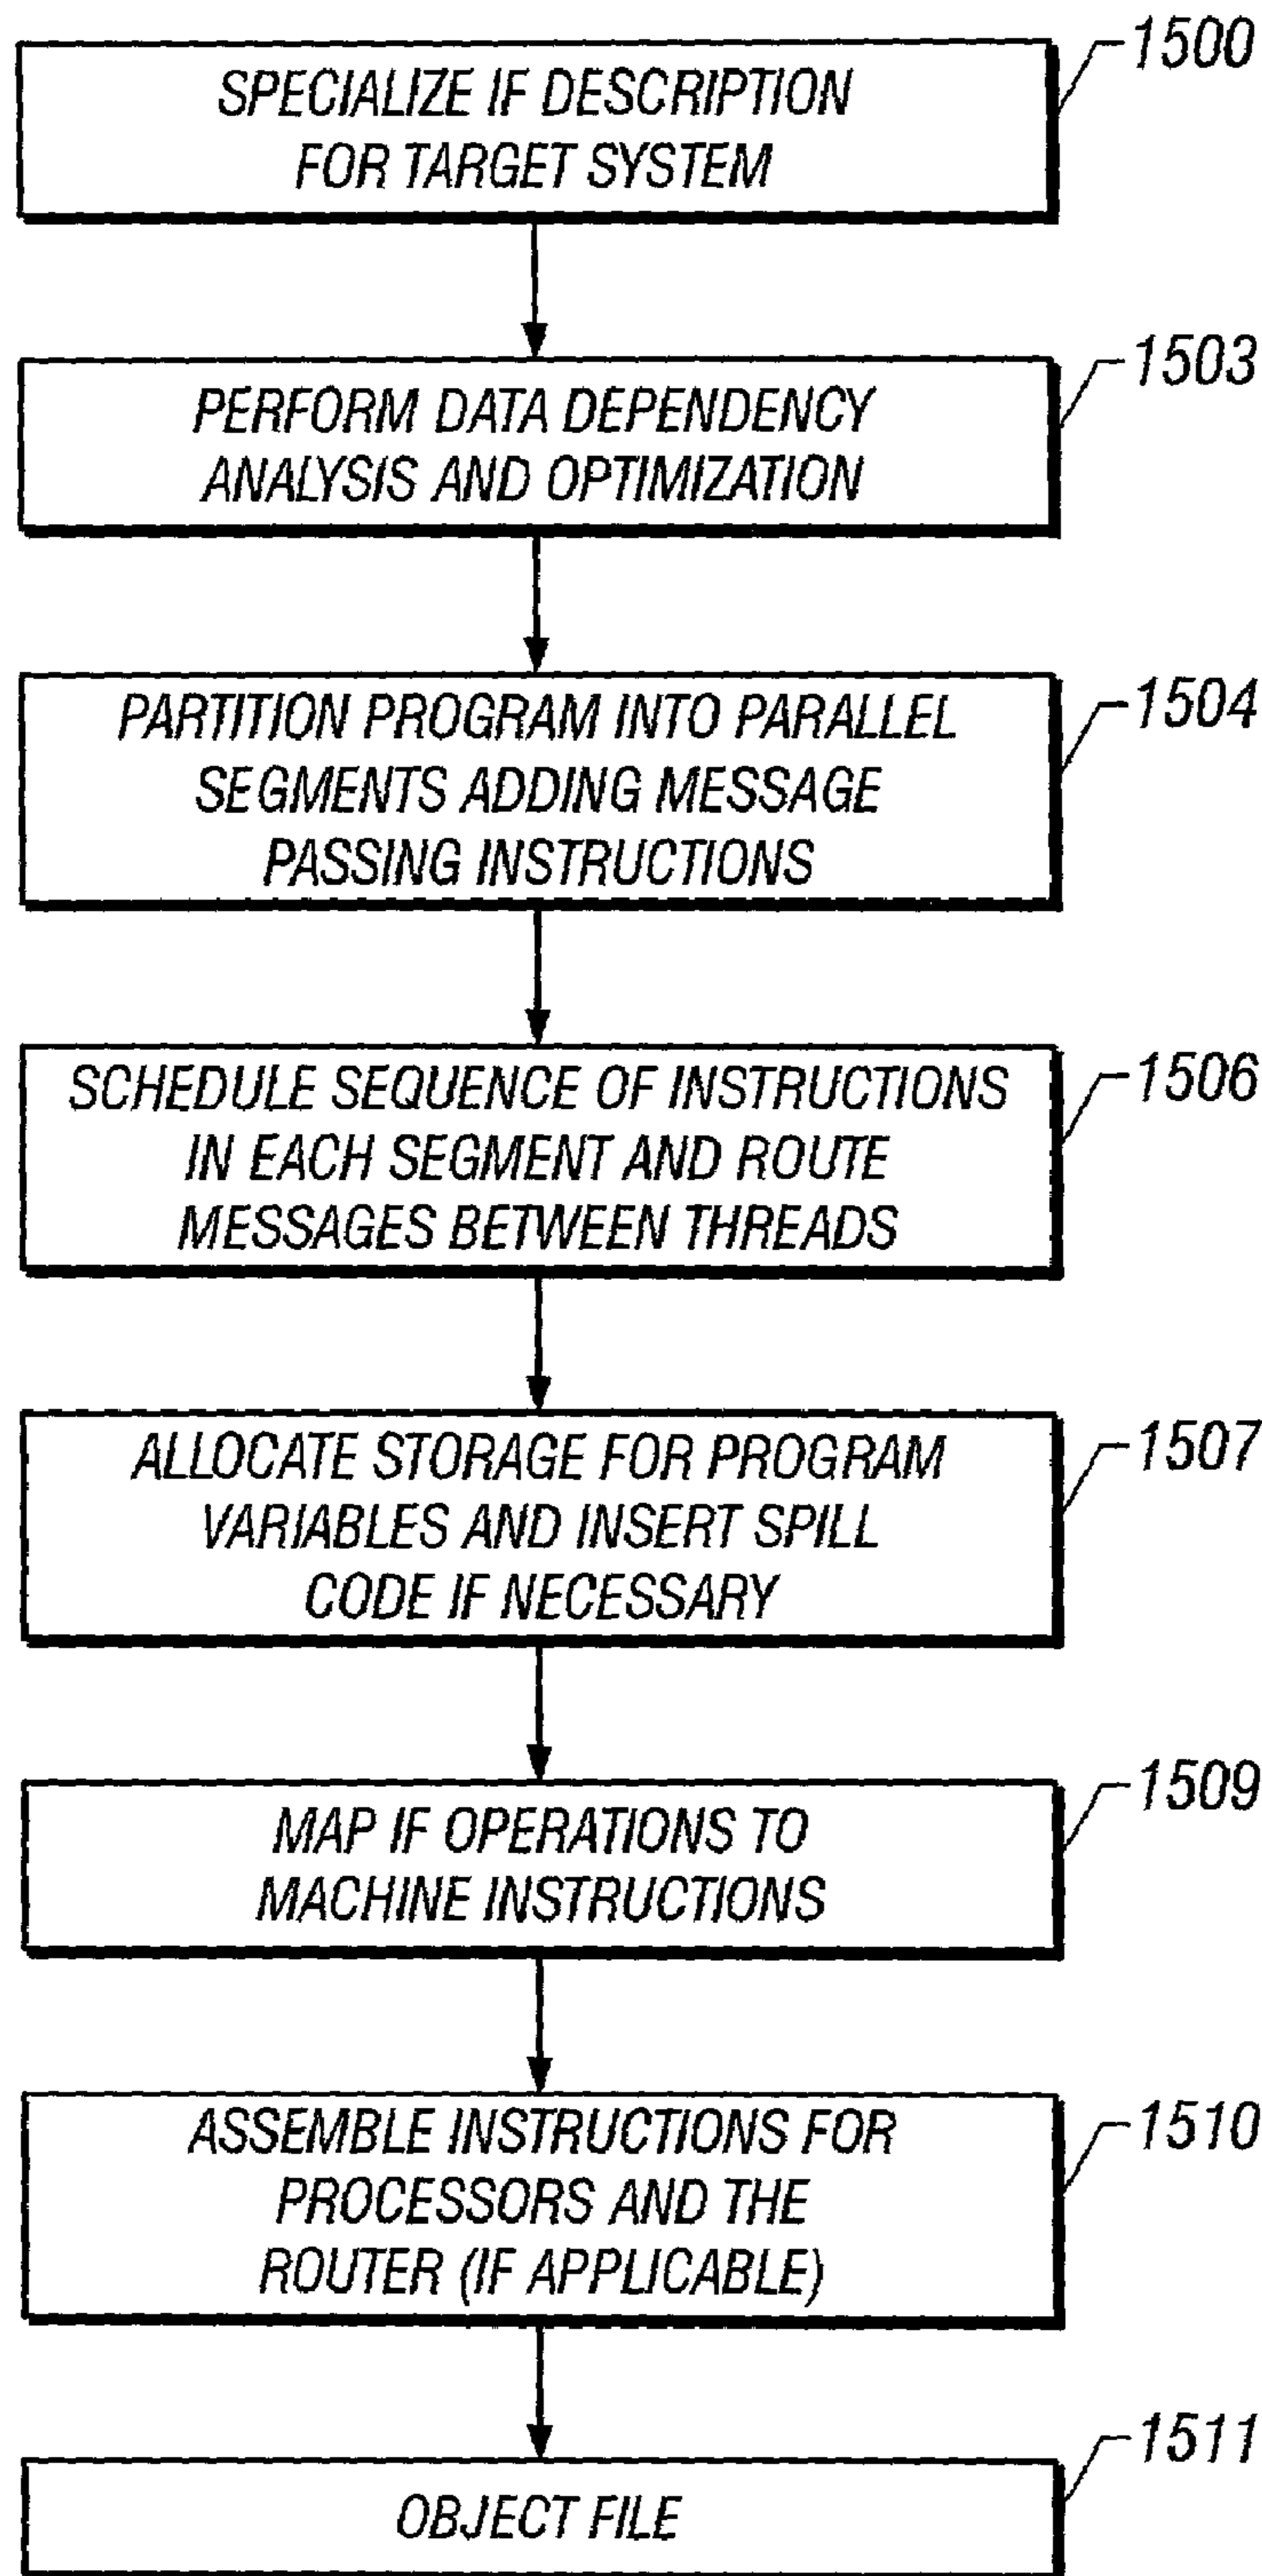 1500
SPECIALIZE IF DESCRIPTION
FOR TARGET SYSTEM
1503
PERFORM DATA DEPENDENCY
ANALYSIS AND OPTIMIZATION
1504
PARTITION PROGRAM INTO PARALLEL
SEGMENTS ADDING MESSAGE
PASSING INSTRUCTIONS
1506
SCHEDULE SEQUENCE OF INSTRUCTIONS
IN EACH SEGMENT AND ROUTE
MESSAGES BETWEEN THREADS
1507
ALLOCATE STORAGE FOR PROGRAM
VARIABLES AND INSERT SPILL
CODE IF NECESSARY
1509
MAP IF OPERATIONS TO
MACHINE INSTRUCTIONS
1510
ASSEMBLE INSTRUCTIONS FOR
PROCESSORS AND THE
ROUTER (IF APPLICABLE)
1511
OBJECT FILE